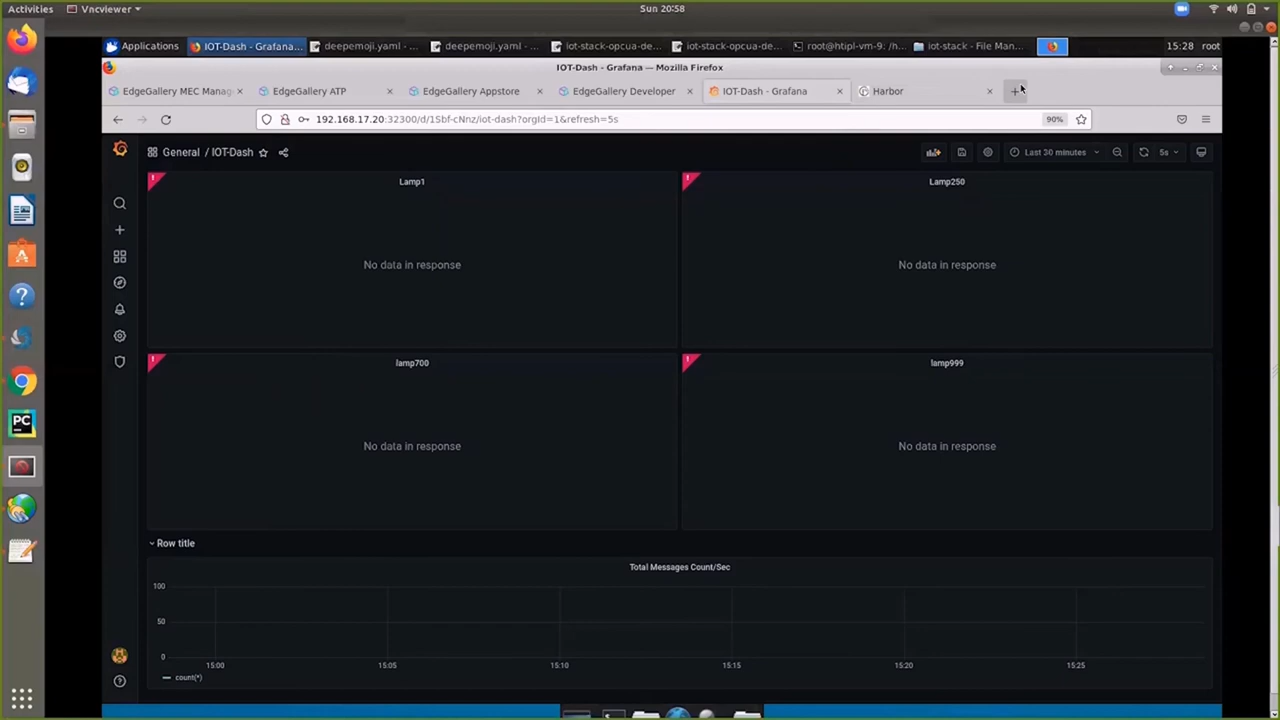 Activities
Vncviewer
Sun 20:58
Applications
IOT-Dash - Grafana...
deepemoji.yaml - ...
deepemoji.yaml - ...
iot-stack-opcua-de...
iot-stack-opcua-de...
root@htipl-vm-9: /h...
iot-stack - File Man...
15:28
root
IOT-Dash - Grafana — Mozilla Firefox
EdgeGallery MEC Manag
EdgeGallery ATP
EdgeGallery Appstore
EdgeGallery Developer
IOT-Dash - Grafana
Harbor
192.168.17.20:32300/d/1Sbf-cNnz/iot-dash?orgId=1&refresh=5s
90%
General / IOT-Dash
Last 30 minutes
5s
Lamp1
Lamp250
No data in response
No data in response
lamp700
lamp999
No data in response
No data in response
Row title
Total Messages Count/Sec
100
50
0
15:00
15:05
15:10
15:15
15:20
15:25
count(*)
PC